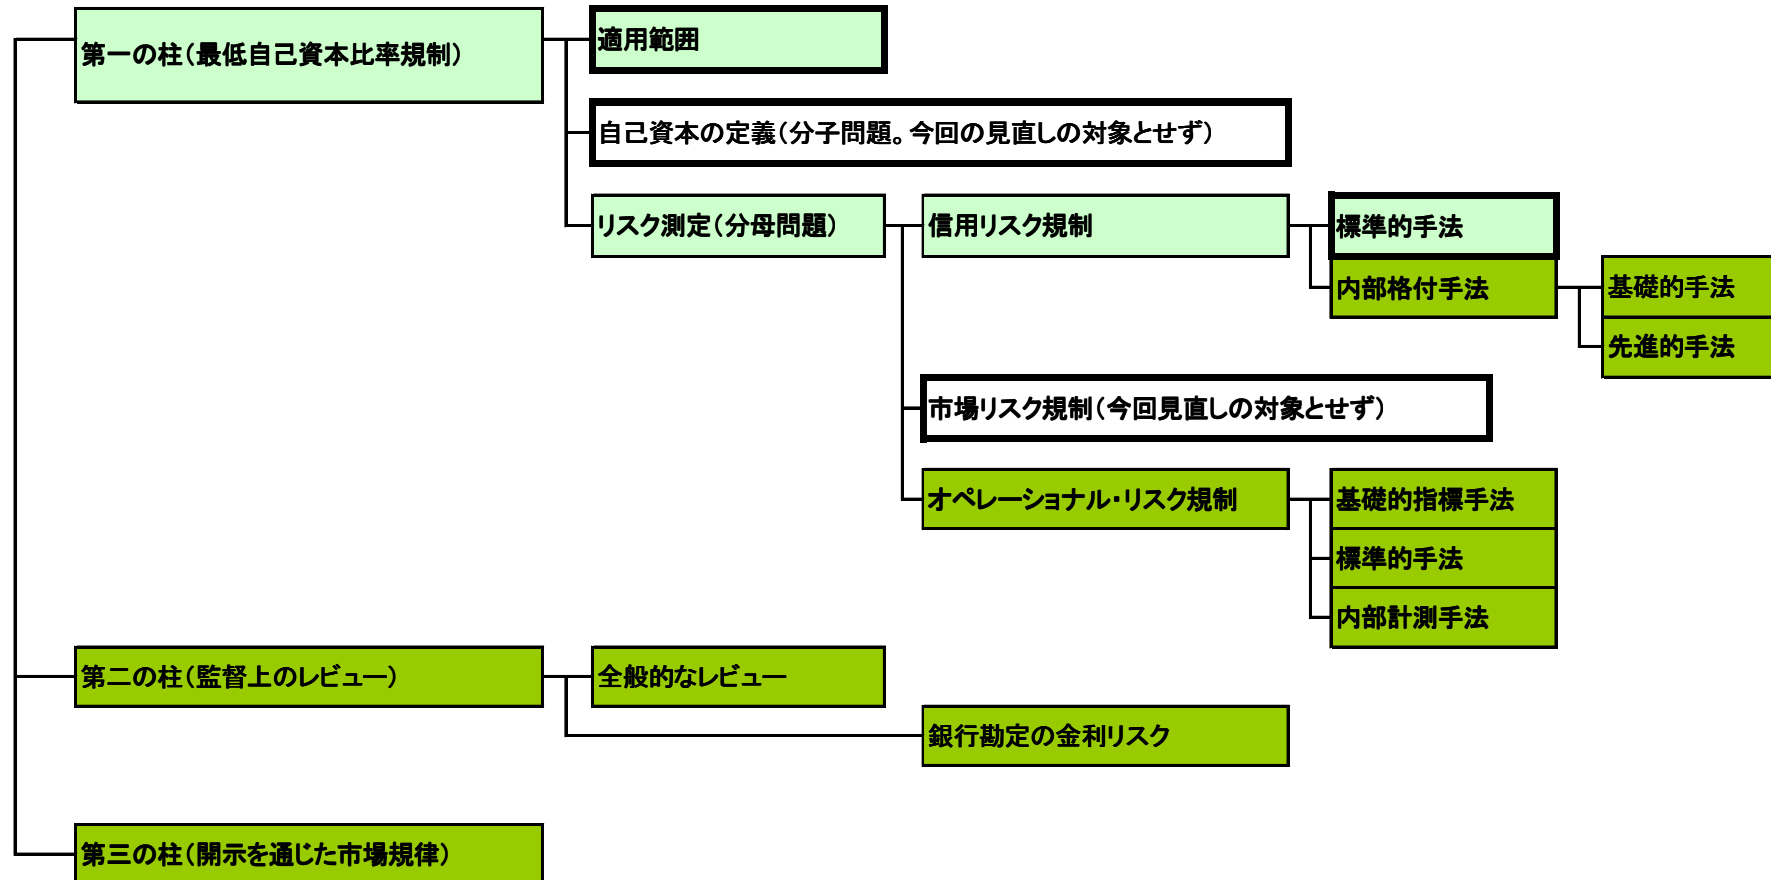 第一の柱（最低自己資本比率規制）
適用範囲
自己資本の定義（分子問題。今回の見直しの対象とせず）
リスク測定（分母問題）
信用リスク規制
標準的手法
内部格付手法
基礎的手法
先進的手法
市場リスク規制（今回見直しの対象とせず）
オペレーショナル・リスク規制
基礎的指標手法
標準的手法
内部計測手法
第二の柱（監督上のレビュー）
全般的なレビュー
銀行勘定の金利リスク
第三の柱（開示を通じた市場規律）